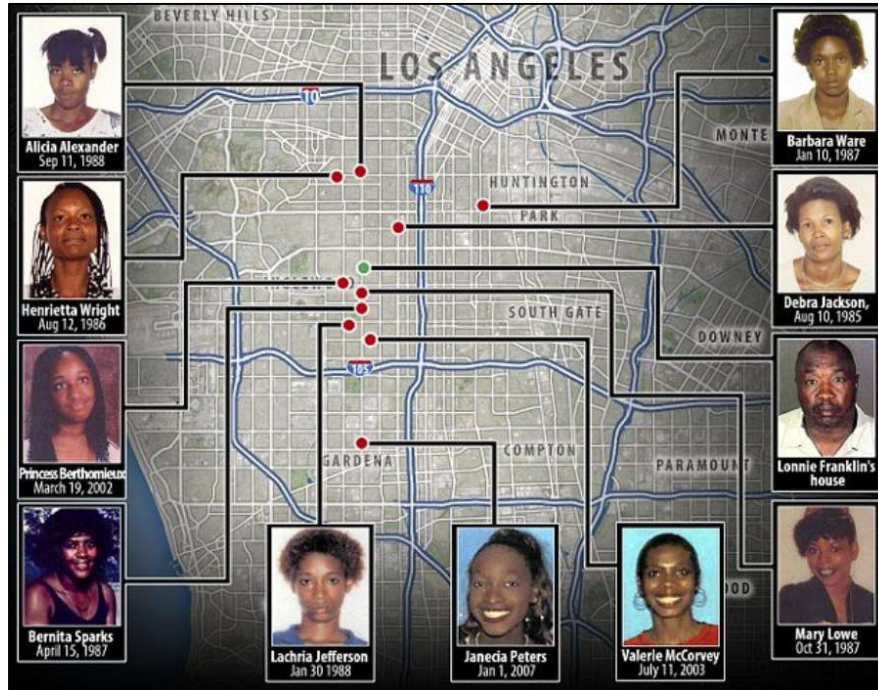 BEVERLY HILLS
LOS ANGELES
10
MONTE
110
HUNTINGTON
PARK
SOUTH GATE
DOWNEY
105
GARDENA
COMPTON
PARAMOUNT
Alicia Alexander
Sep 11, 1988
Henrietta Wright
Aug 12, 1986
Princess Berthomieux
March 19, 2002
Bernita Sparks
April 15, 1987
Lachria Jefferson
Jan 30 1988
Janecia Peters
Jan 1, 2007
Valerie McCorvey
July 11, 2003
Barbara Ware
Jan 10, 1987
Debra Jackson,
Aug 10, 1985
Lonnie Franklin's
house
Mary Lowe
Oct 31, 1987